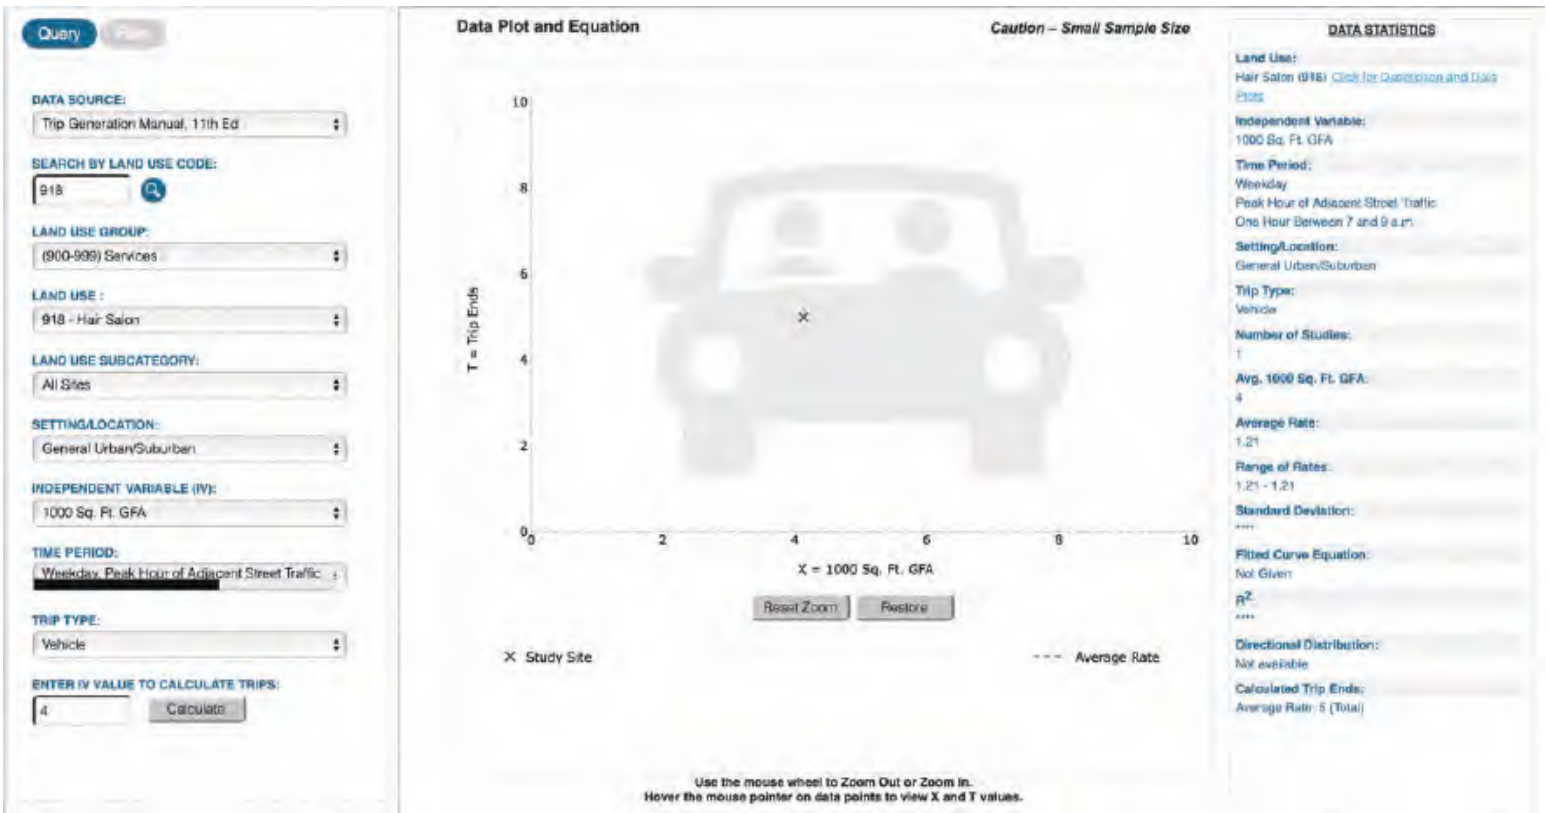 Query
DATA SOURCE:
Trip Generation Manual, 11th Ed
SEARCH BY LAND USE CODE:
918
LAND USE GROUP:
(900-999) Services
LAND USE :
918 - Hair Salon
LAND USE SUBCATEGORY:
All Sites
SETTING/LOCATION:
General Urban/Suburban
INDEPENDENT VARIABLE (IV):
1000 Sq. Ft. GFA
TIME PERIOD:
Weekday, Peak Hour of Adjacent Street Traffic
TRIP TYPE:
Vehicle
ENTER IV VALUE TO CALCULATE TRIPS:
4
Calculate
Data Plot and Equation
Caution – Small Sample Size
10
8
6
4
2
0
T = Trip Ends
0 2 4 6 8 10
X = 1000 Sq. Ft. GFA
Reset Zoom
Restore
X Study Site
--- Average Rate
Use the mouse wheel to Zoom Out or Zoom In.
Hover the mouse pointer on data points to view X and T values.
DATA STATISTICS
Land Use:
Hair Salon (918) Click for Description and Data
Plots
Independent Variable:
1000 Sq. Ft. GFA
Time Period:
Weekday
Peak Hour of Adjacent Street Traffic
One Hour Between 7 and 9 a.m.
Setting/Location:
General Urban/Suburban
Trip Type:
Vehicle
Number of Studies:
1
Avg. 1000 Sq. Ft. GFA:
4
Average Rate:
1.21
Range of Rates:
1.21 - 1.21
Standard Deviation:
****
Fitted Curve Equation:
Not Given
R²
****
Directional Distribution:
Not available
Calculated Trip Ends:
Average Rate: 5 (Total)